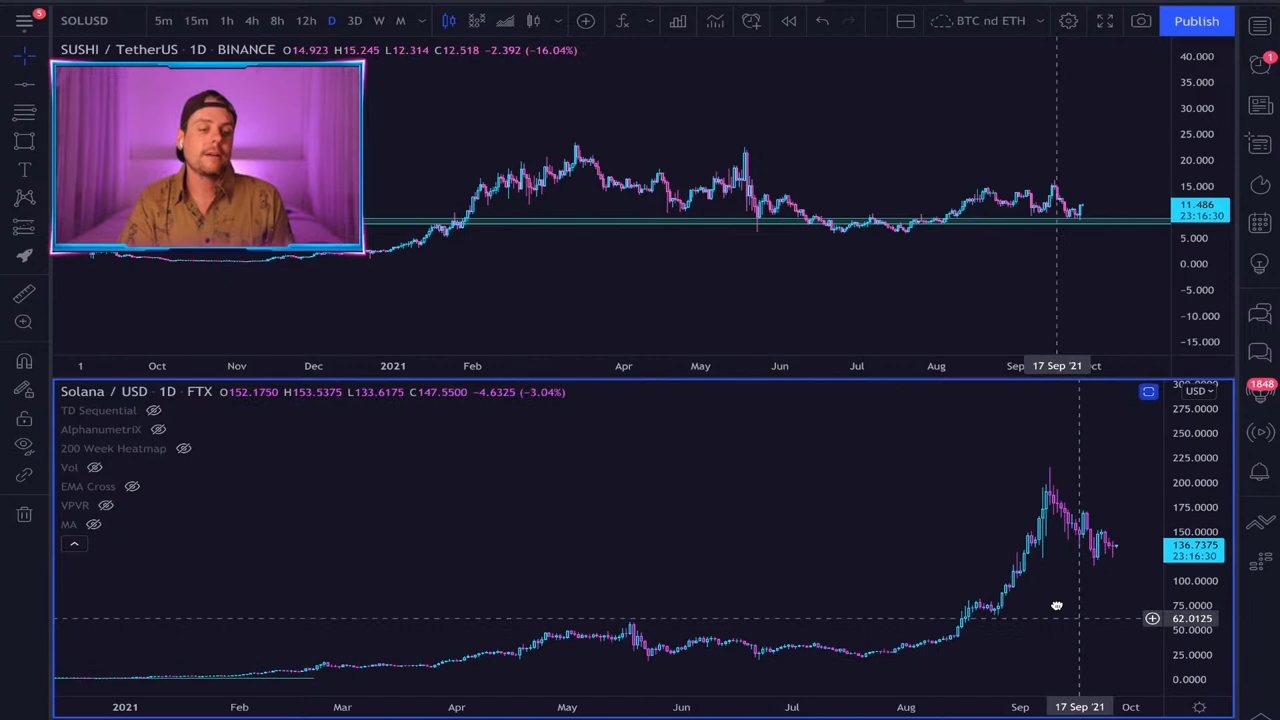 5
SOLUSD 5m 15m 1h 4h 8h 12h D 3D W M BTC nd ETH Publish
SUSHI / TetherUS · 1D · BINANCE O14.923 H15.245 L12.314 C12.518 −2.392 (−16.04%)
40.000
35.000
30.000
25.000
20.000
15.000
11.486
23:16:30
5.000
0.000
−5.000
−10.000
−15.000
1 Oct Nov Dec 2021 Feb Apr May Jun Jul Aug Sep 17 Sep '21 ct
Solana / USD · 1D · FTX O152.1750 H153.5375 L133.6175 C147.5500 −4.6325 (−3.04%)
TD Sequential
AlphanumetriX
200 Week Heatmap
Vol
EMA Cross
VPVR
MA
300.0000
USD
275.0000
250.0000
225.0000
200.0000
175.0000
150.0000
136.7375
23:16:30
100.0000
75.0000
62.0125
50.0000
25.0000
0.0000
2021 Feb Mar Apr May Jun Jul Aug Sep 17 Sep '21 Oct
1
1848